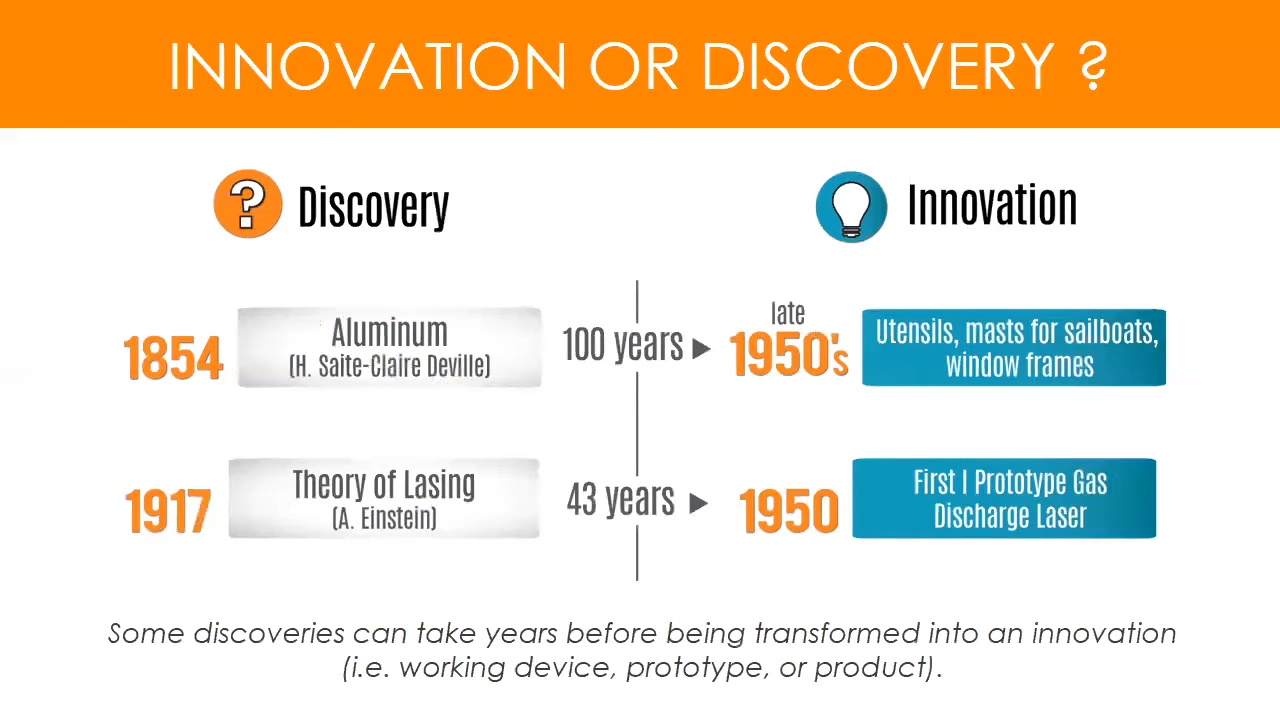 INNOVATION OR DISCOVERY ?
Discovery
Innovation
1854
Aluminum
(H. Saite-Claire Deville)
100 years
late
1950's
Utensils, masts for sailboats,
window frames
1917
Theory of Lasing
(A. Einstein)
43 years
1950
First I Prototype Gas
Discharge Laser
Some discoveries can take years before being transformed into an innovation
(i.e. working device, prototype, or product).